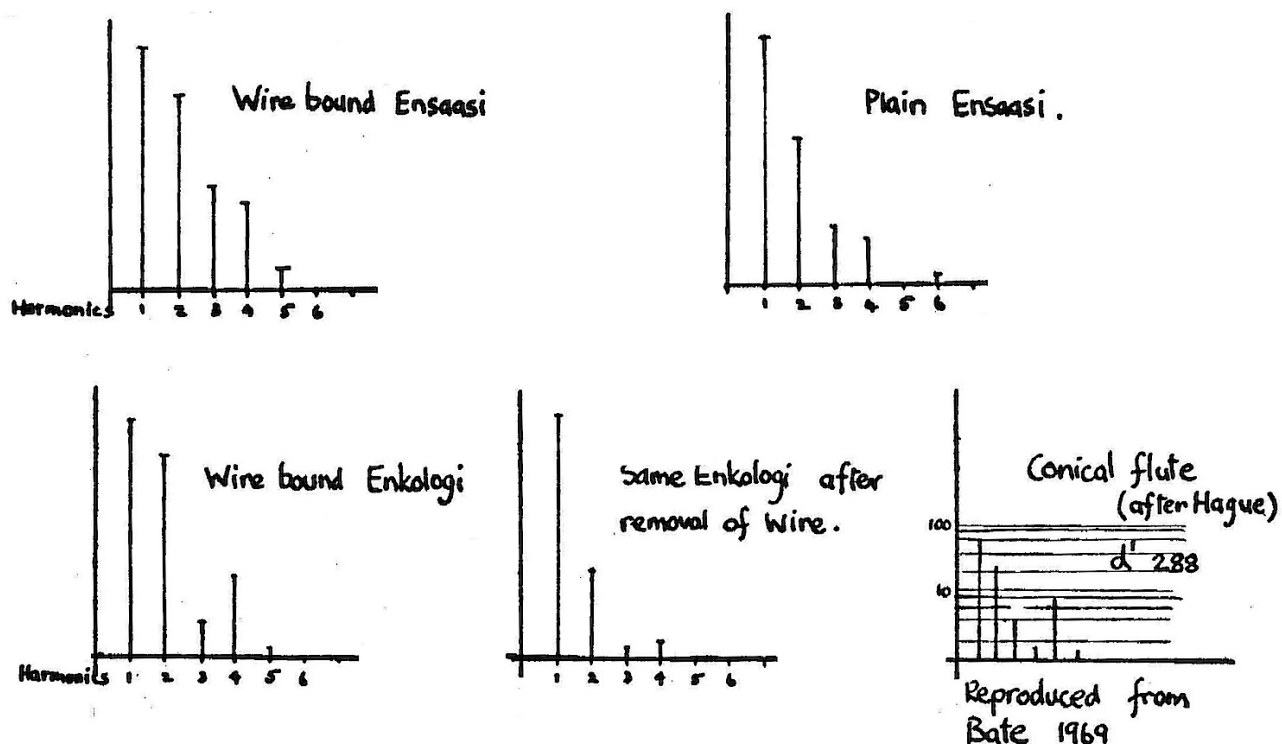 Wire bound Ensaasi
Harmonics 1 2 3 4 5 6
Plain Ensaasi.
1 2 3 4 5 6
Wire bound Enkologi
Harmonics 1 2 3 4 5 6
Same Enkologi after
removal of wire.
1 2 3 4 5 6
Conical flute
(after Hague)
100
d' 288
10
Reproduced from
Bate 1969